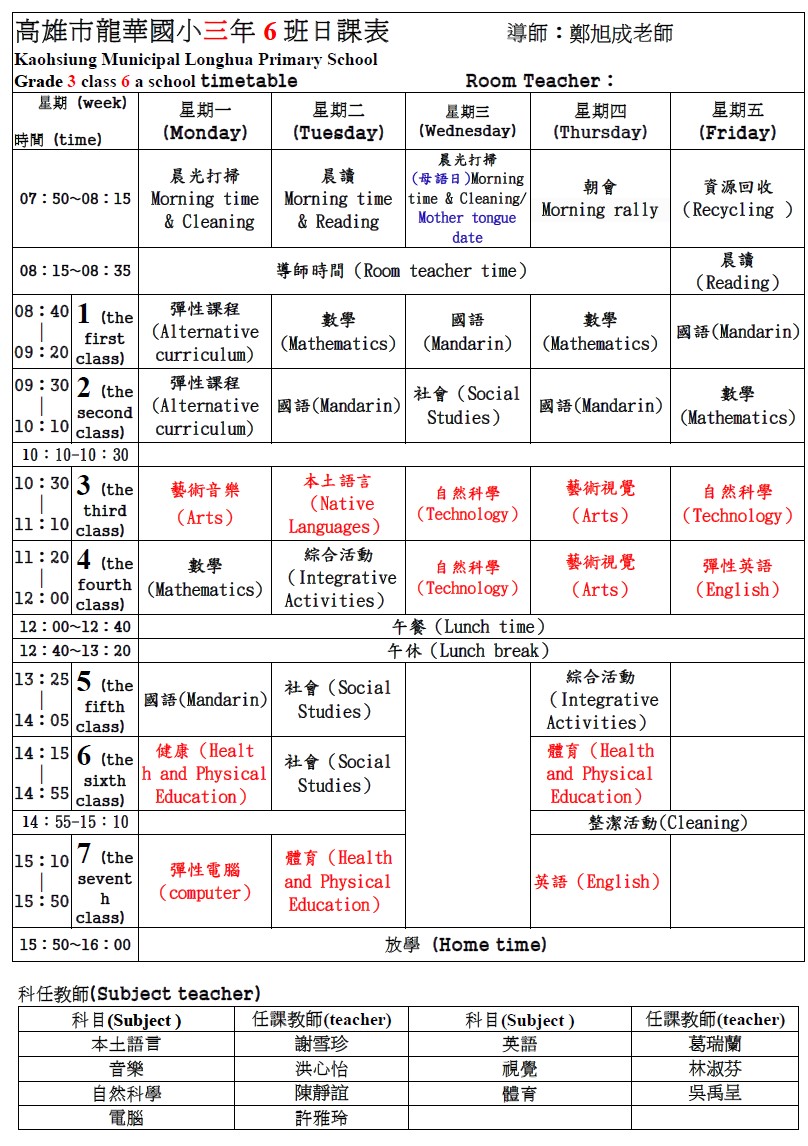 高雄市龍華國小三年 6 班日課表 導師：鄭旭成老師
Kaohsiung Municipal Longhua Primary School
Grade 3 class 6 a school timetable Room Teacher：
星期 (week)
時間 (time)
星期一 (Monday)
星期二 (Tuesday)
星期三 (Wednesday)
星期四 (Thursday)
星期五 (Friday)
07：50~08：15
晨光打掃
Morning time
& Cleaning
晨讀
Morning time
& Reading
晨光打掃
(母語日)Morning
time & Cleaning/
Mother tongue
date
朝會
Morning rally
資源回收
（Recycling ）
08：15~08：35
導師時間（Room teacher time）
晨讀
（Reading）
08：40
|
09：20
1 (the
first
class)
彈性課程
(Alternative
curriculum)
數學
(Mathematics)
國語
(Mandarin)
數學
(Mathematics)
國語(Mandarin)
09：30
|
10：10
2 (the
second
class)
彈性課程
(Alternative
curriculum)
國語(Mandarin)
社會（Social
Studies）
國語(Mandarin)
數學
(Mathematics)
10：10-10：30
10：30
|
11：10
3 (the
third
class)
藝術音樂
（Arts）
本土語言
（Native
Languages）
自然科學
（Technology）
藝術視覺
（Arts）
自然科學
（Technology）
11：20
|
12：00
4 (the
fourth
class)
數學
(Mathematics)
綜合活動
（Integrative
Activities）
自然科學
（Technology）
藝術視覺
（Arts）
彈性英語
（English）
12：00~12：40
午餐（Lunch time）
12：40~13：20
午休（Lunch break）
13：25
|
14：05
5 (the
fifth
class)
國語(Mandarin)
社會（Social
Studies）
綜合活動
（Integrative
Activities）
14：15
|
14：55
6 (the
sixth
class)
健康（Healt
h and Physical
Education）
社會（Social
Studies）
體育（Health
and Physical
Education）
14：55-15：10
整潔活動(Cleaning)
15：10
|
15：50
7 (the
sevent
h
class)
彈性電腦
（computer）
體育（Health
and Physical
Education）
英語（English）
15：50~16：00
放學 (Home time)
科任教師(Subject teacher)
科目(Subject ) 任課教師(teacher) 科目(Subject ) 任課教師(teacher)
本土語言 謝雪珍 英語 葛瑞蘭
音樂 洪心怡 視覺 林淑芬
自然科學 陳靜誼 體育 吳禹呈
電腦 許雅玲